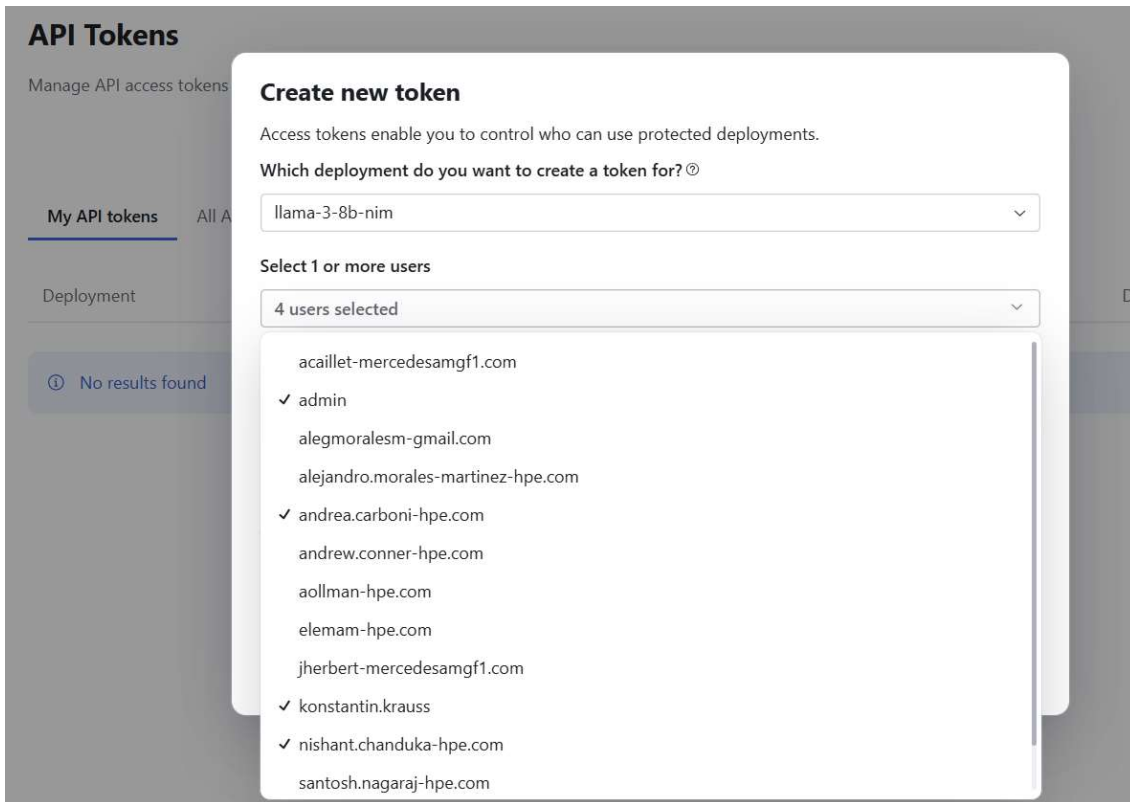 API Tokens
Manage API access tokens
My API tokens
All A
Deployment
D
No results found
Create new token
Access tokens enable you to control who can use protected deployments.
Which deployment do you want to create a token for?
llama-3-8b-nim
Select 1 or more users
4 users selected
acaillet-mercedesamgf1.com
admin
alegmoralesm-gmail.com
alejandro.morales-martinez-hpe.com
andrea.carboni-hpe.com
andrew.conner-hpe.com
aollman-hpe.com
elemam-hpe.com
jherbert-mercedesamgf1.com
konstantin.krauss
nishant.chanduka-hpe.com
santosh.nagaraj-hpe.com